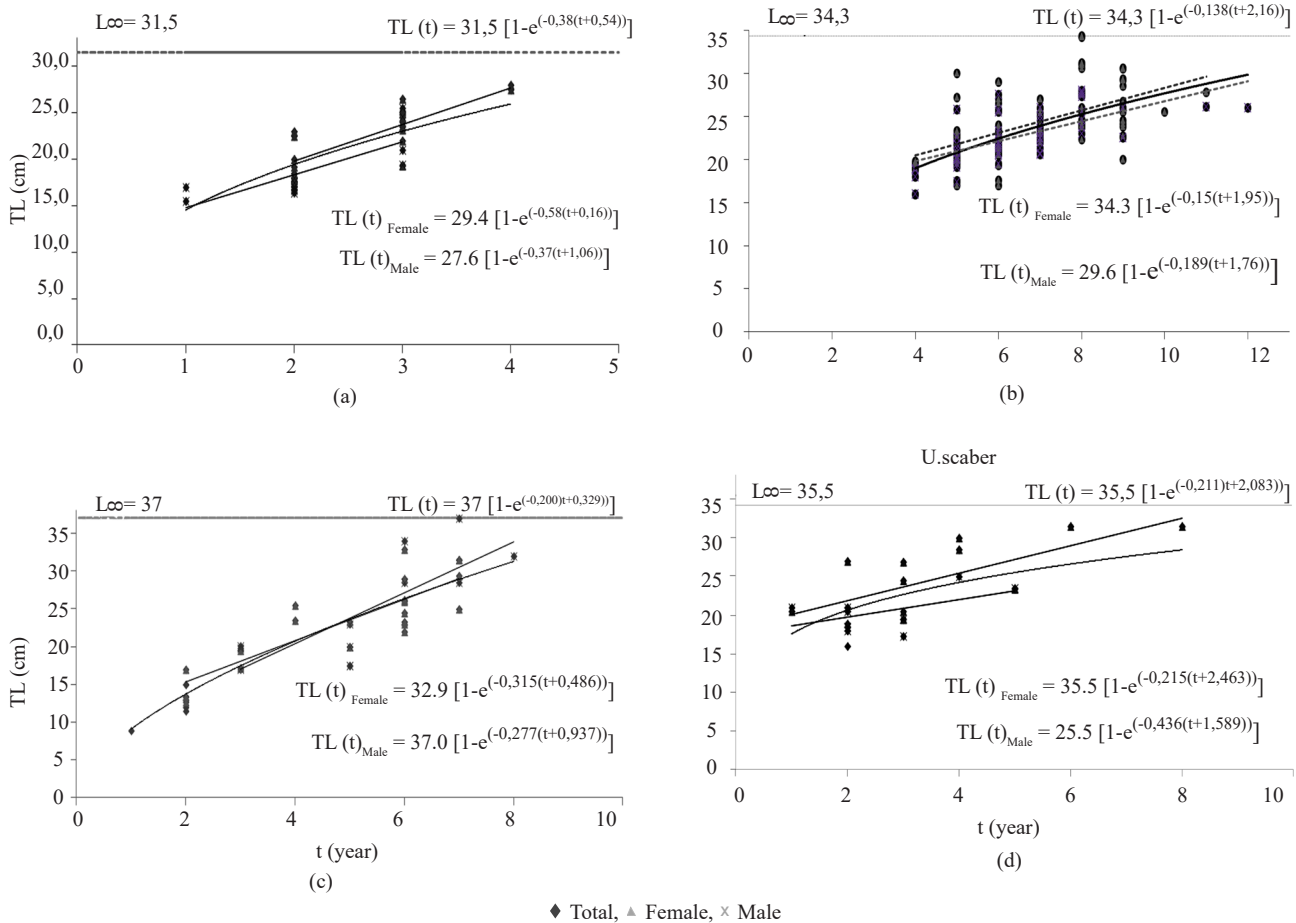 L∞= 31,5
TL (t) = 31,5 [1-e(-0,38(t+0,54)]
TL (cm)
30,0
25,0
20,0
15,0
10,0
5,0
0,0
TL (t) Female = 29.4 [1-e(-0,58(t+0,16))]
TL (t)Male = 27.6 [1-e(-0,37(t+1,06))]
0 1 2 3 4 5
(a)
L∞= 34,3
TL (t) = 34,3 [1-e(-0,138(t+2,16)]
35
30
25
20
15
10
5
0
TL (t) Female = 34.3 [1-e(-0,15(t+1,95))]
TL (t)Male = 29.6 [1-e(-0,189(t+1,76))]
0 2 4 6 8 10 12
(b)
L∞= 37
TL (t) = 37 [1-e(-0,200)t+0,329))]
TL (cm)
35
30
25
20
15
10
5
0
TL (t) Female = 32.9 [1-e(-0,315(t+0,486))]
TL (t)Male = 37.0 [1-e(-0,277(t+0,937))]
0 2 4 6 8 10
t (year)
(c)
U.scaber
L∞= 35,5
TL (t) = 35,5 [1-e(-0,211)t+2,083))]
35
30
25
20
15
10
5
0
TL (t) Female = 35.5 [1-e(-0,215(t+2,463))]
TL (t)Male = 25.5 [1-e(-0,436(t+1,589))]
0 2 4 6 8 10
t (year)
(d)
♦ Total, ▲ Female, x Male